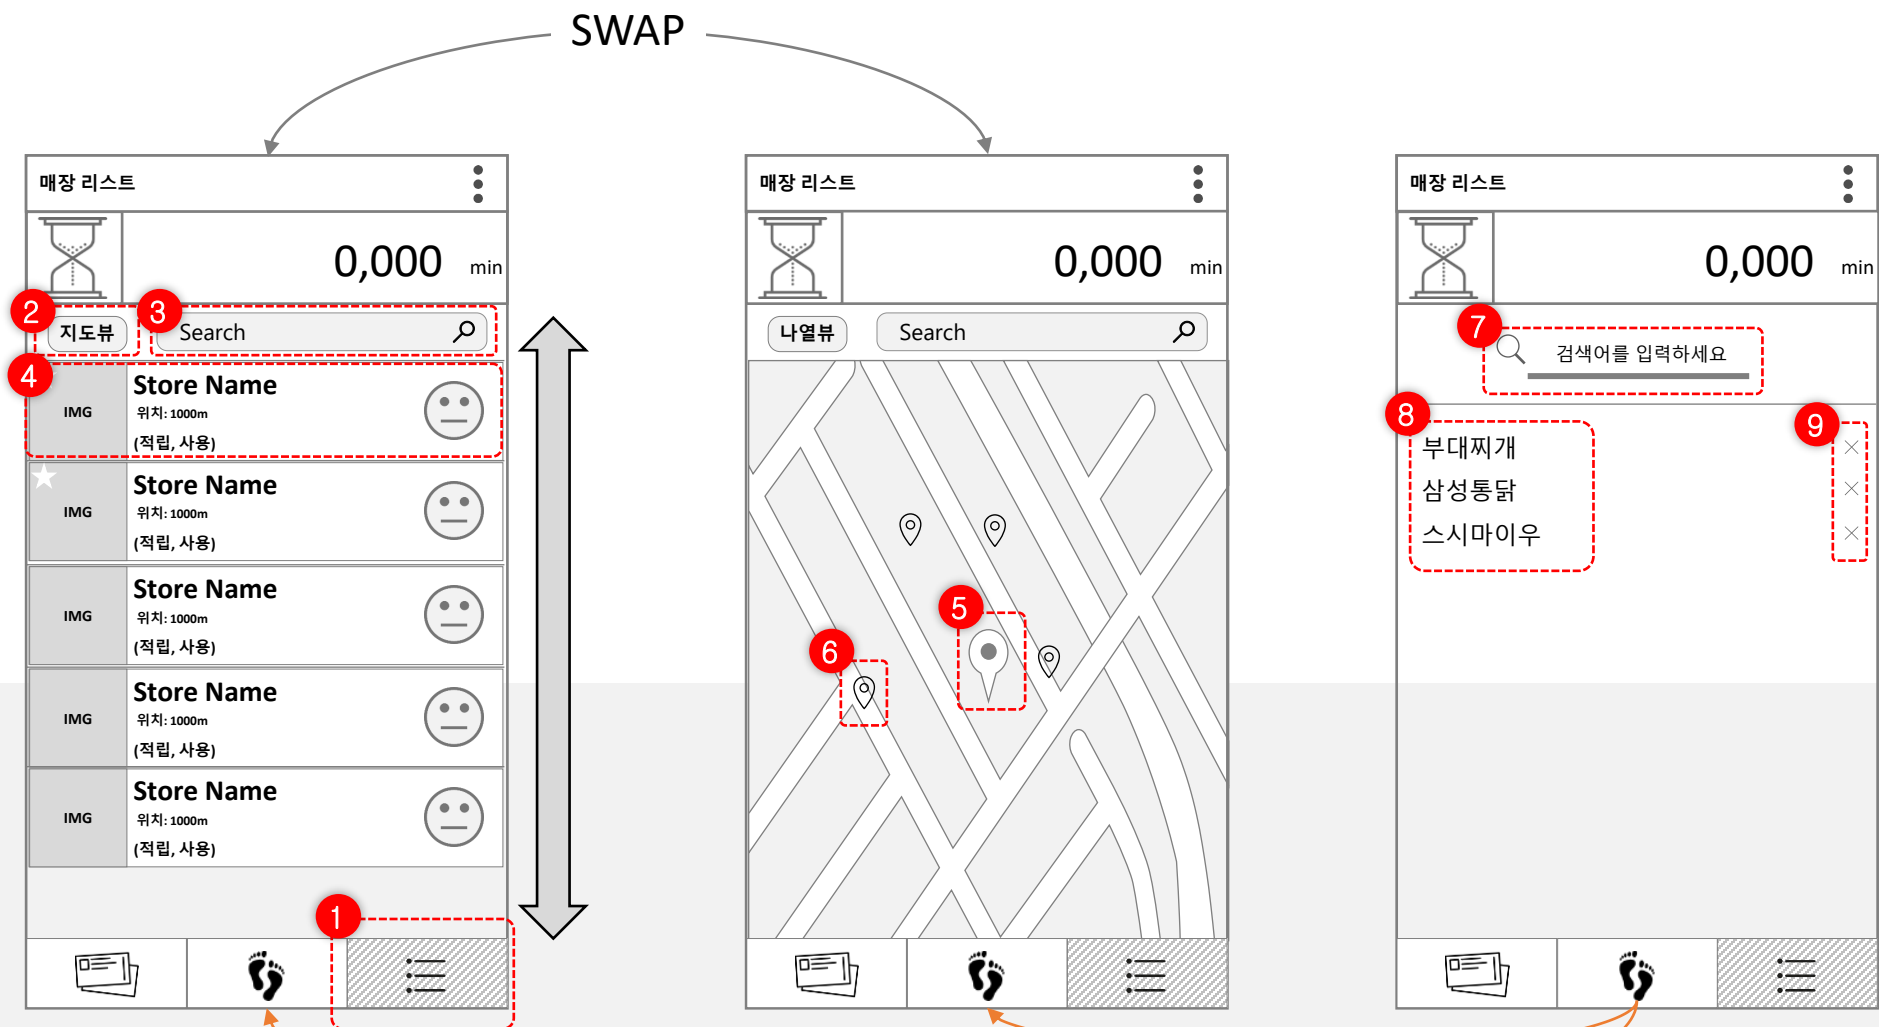 SWAP
매장 리스트
0,000 min
2
지도뷰
3
Search
4
IMG
Store Name
위치: 1000m
(적립, 사용)
IMG
Store Name
위치: 1000m
(적립, 사용)
IMG
Store Name
위치: 1000m
(적립, 사용)
IMG
Store Name
위치: 1000m
(적립, 사용)
IMG
Store Name
위치: 1000m
(적립, 사용)
1
매장 리스트
0,000 min
나열뷰
Search
5
6
매장 리스트
0,000 min
7
검색어를 입력하세요
8
9
부대찌개
삼성통닭
스시마이우